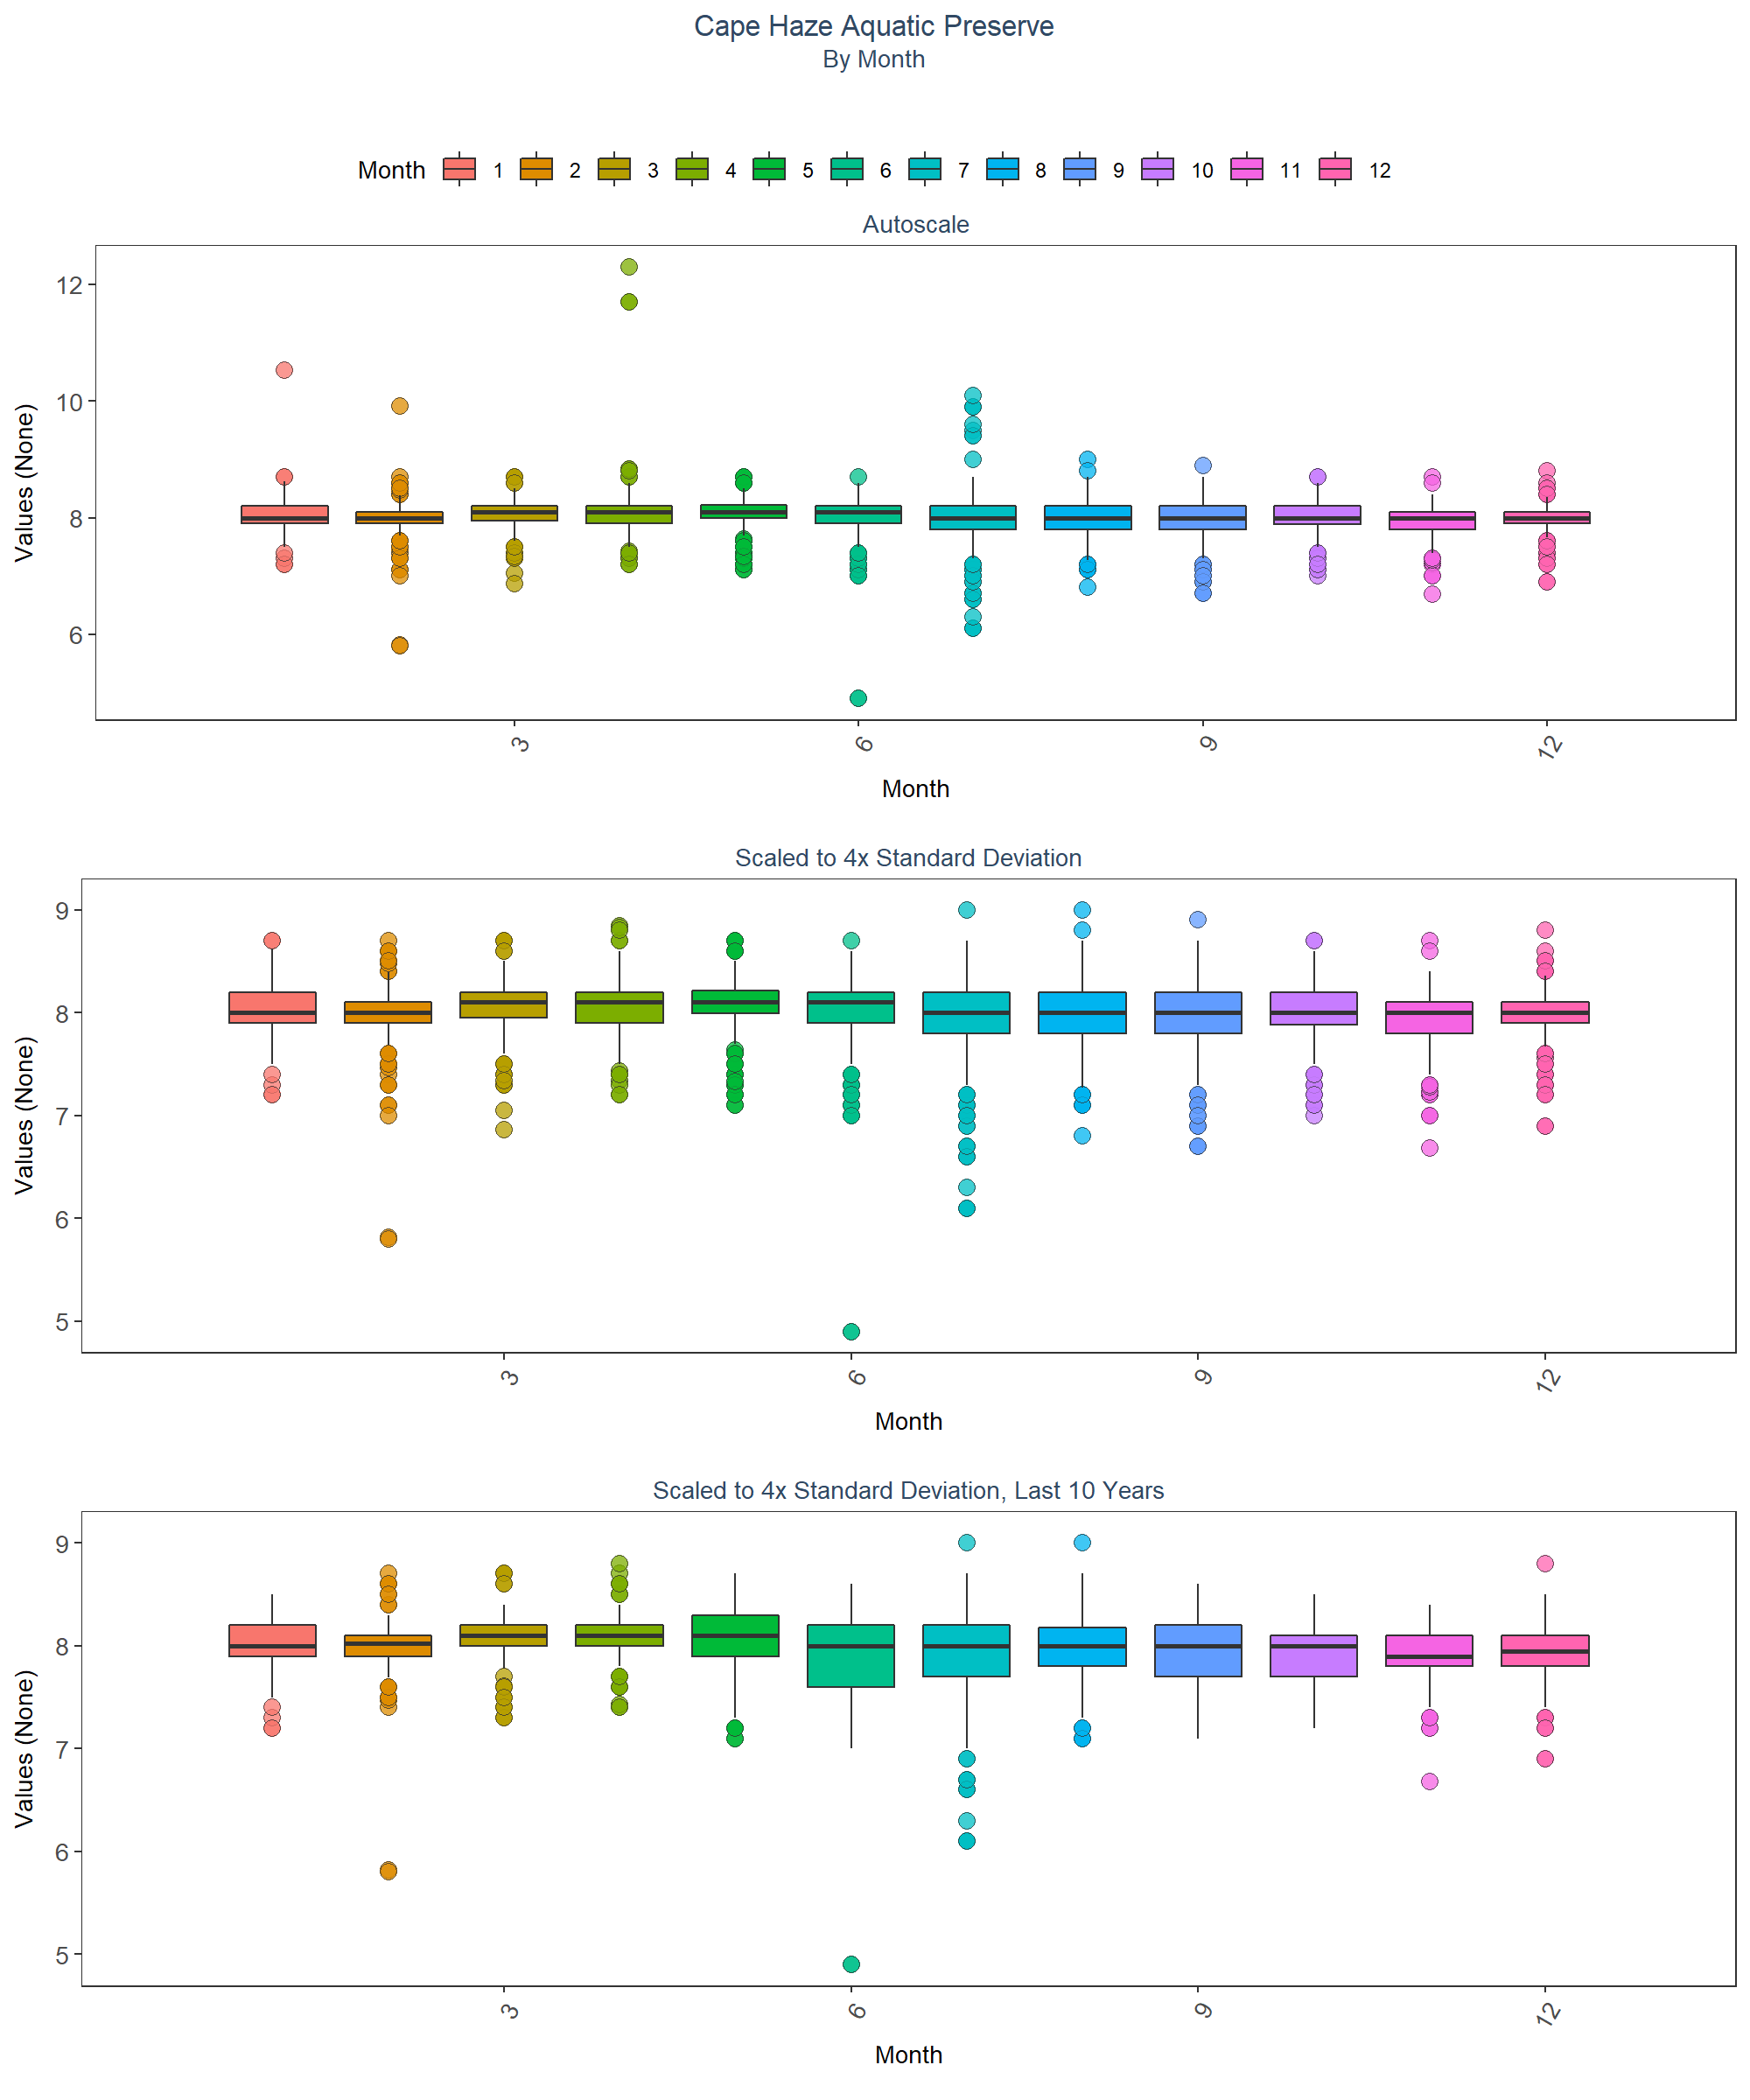 Cape Haze Aquatic Preserve
By Month
Month 1 2 3 4 5 6 7 8 9 10 11 12
Autoscale
Values (None)
12
10
8
6
3 6 9 12
Month
Scaled to 4x Standard Deviation
Values (None)
9
8
7
6
5
3 6 9 12
Month
Scaled to 4x Standard Deviation, Last 10 Years
Values (None)
9
8
7
6
5
3 6 9 12
Month